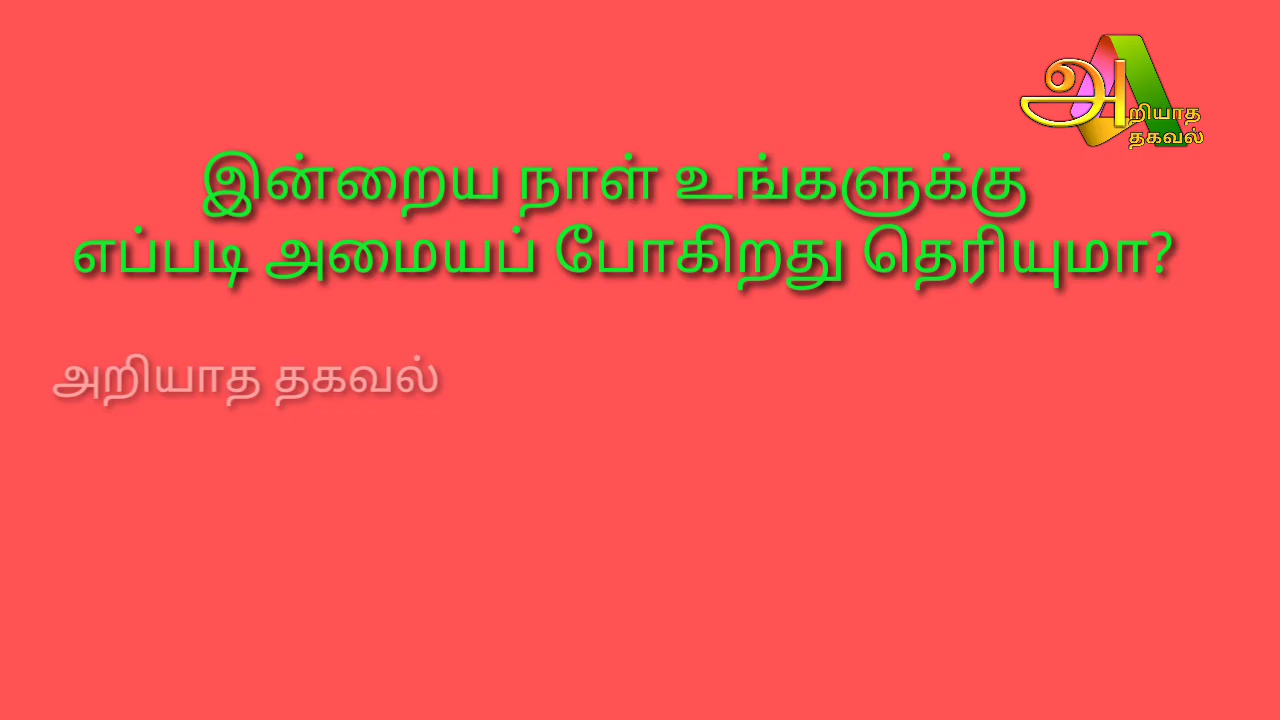 அறியாத
தகவல்
இன்றைய நாள் உங்களுக்கு
எப்படி அமையப் போகிறது தெரியுமா?
அறியாத தகவல்